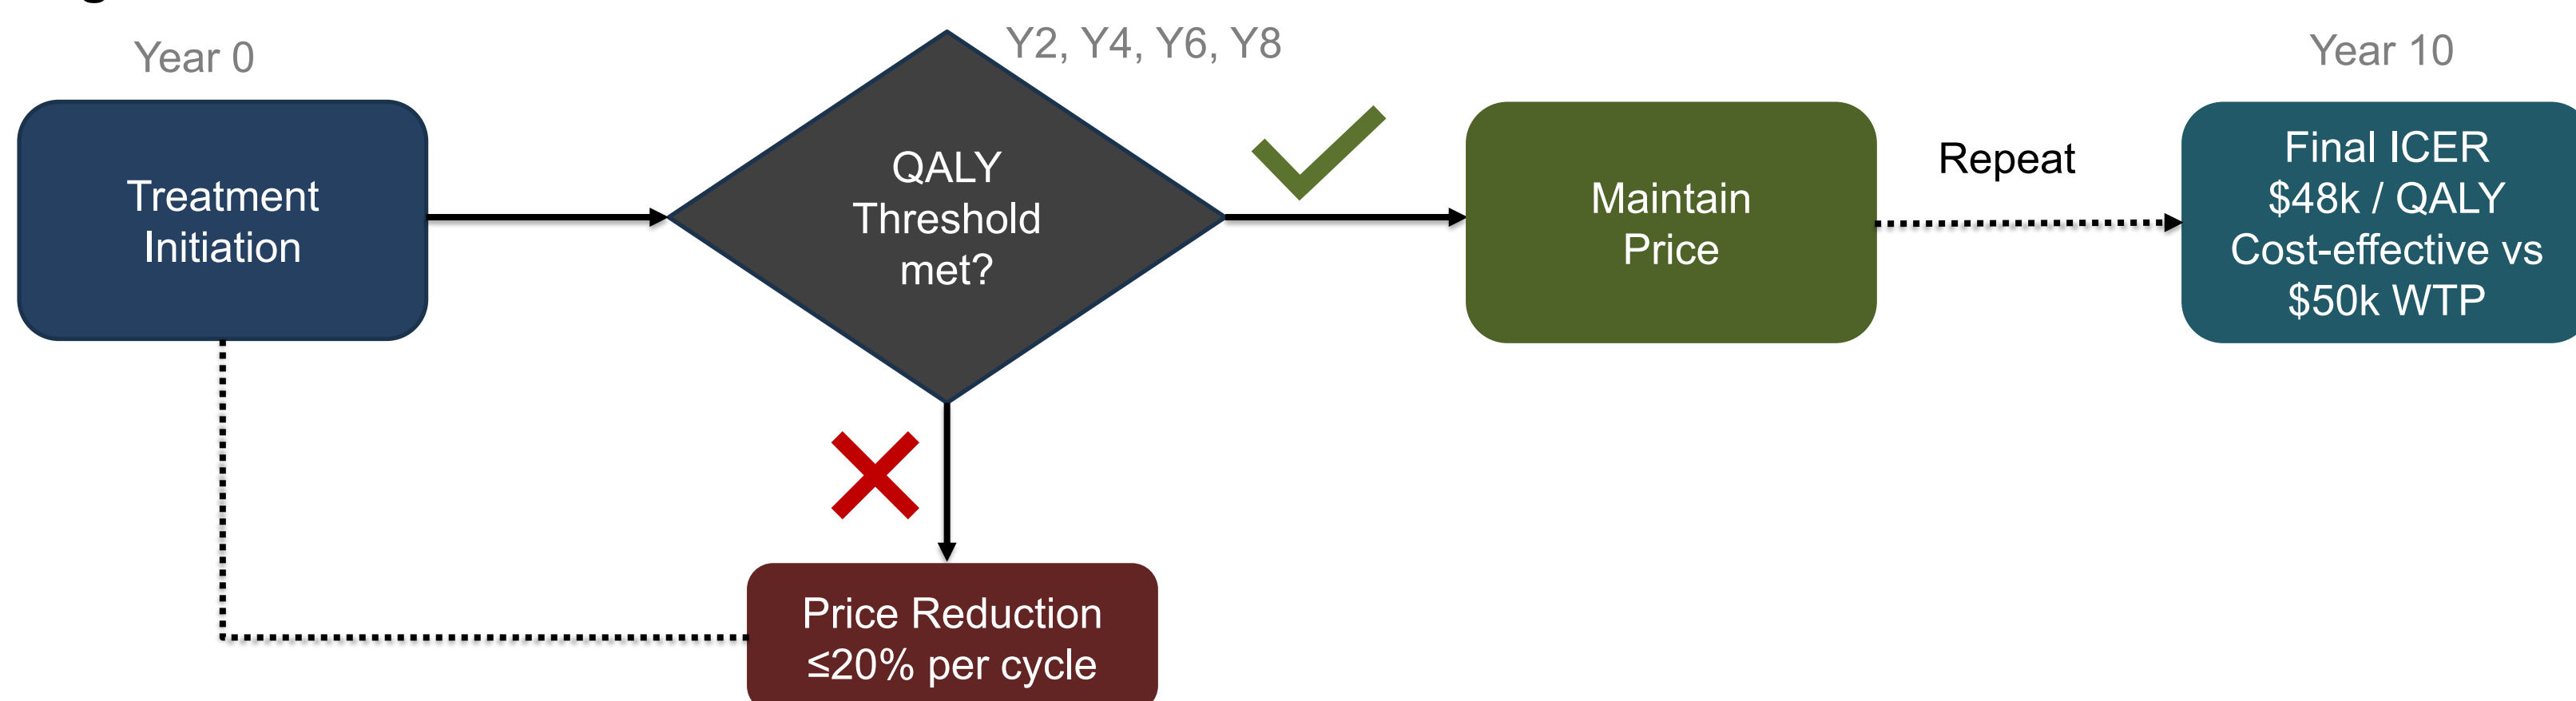 Year 0
Treatment
Initiation
Y2, Y4, Y6, Y8
QALY
Threshold
met?
Maintain
Price
Repeat
Year 10
Final ICER
$48k / QALY
Cost-effective vs
$50k WTP
Price Reduction
≤20% per cycle